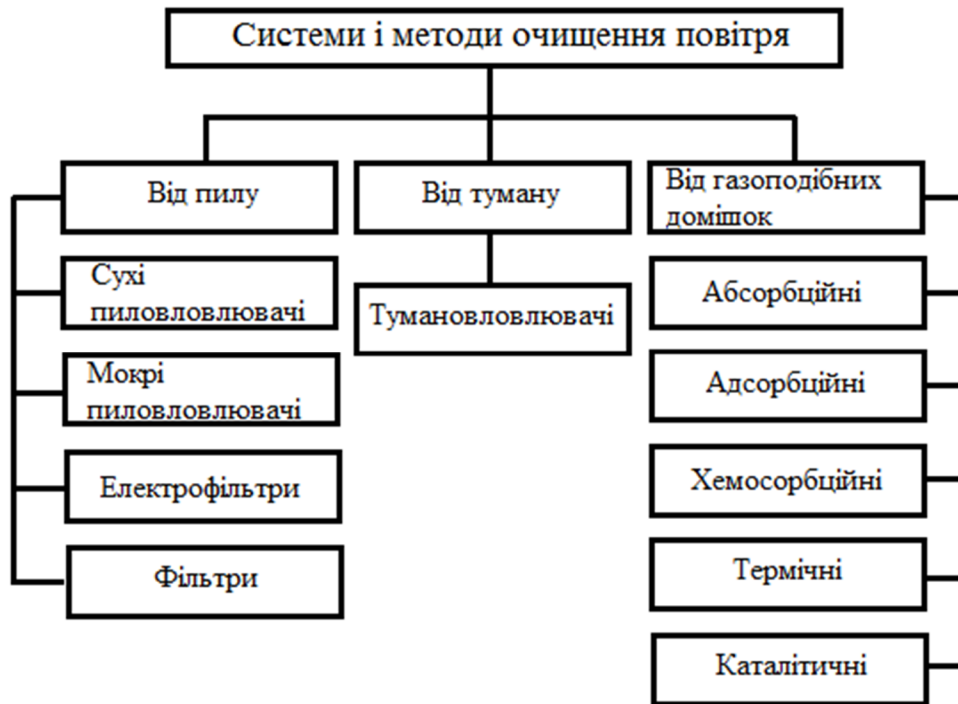 Системи і методи очищення повітря
Від пилу
Від туману
Від газоподібних
домішок
Сухі
пиловловлювачі
Тумановловлювачі
Абсорбційні
Мокрі
пиловловлювачі
Адсорбційні
Електрофільтри
Хемосорбційні
Фільтри
Термічні
Каталітичні